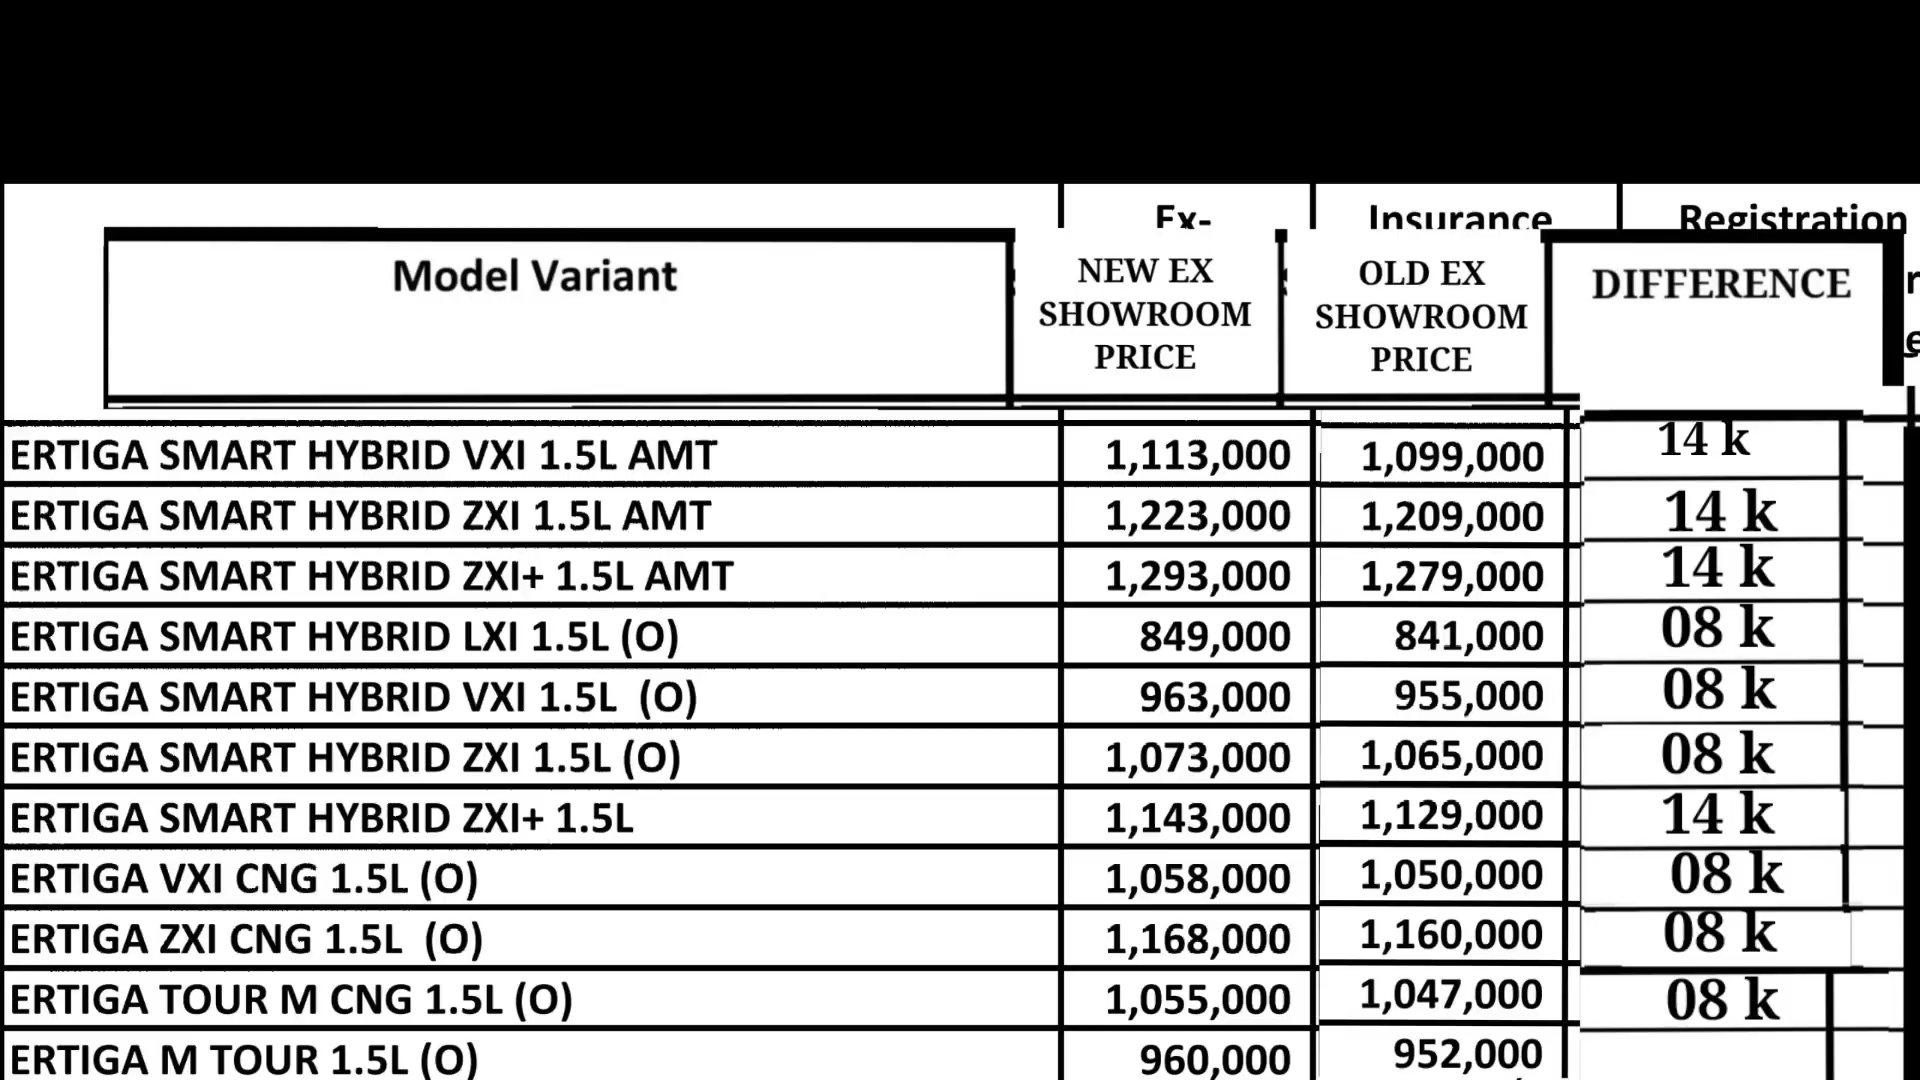 Ex- Insurance Registration
Model Variant NEW EX SHOWROOM PRICE OLD EX SHOWROOM PRICE DIFFERENCE
ERTIGA SMART HYBRID VXI 1.5L AMT 1,113,000 1,099,000 14 k
ERTIGA SMART HYBRID ZXI 1.5L AMT 1,223,000 1,209,000 14 k
ERTIGA SMART HYBRID ZXI+ 1.5L AMT 1,293,000 1,279,000 14 k
ERTIGA SMART HYBRID LXI 1.5L (O) 849,000 841,000 08 k
ERTIGA SMART HYBRID VXI 1.5L (O) 963,000 955,000 08 k
ERTIGA SMART HYBRID ZXI 1.5L (O) 1,073,000 1,065,000 08 k
ERTIGA SMART HYBRID ZXI+ 1.5L 1,143,000 1,129,000 14 k
ERTIGA VXI CNG 1.5L (O) 1,058,000 1,050,000 08 k
ERTIGA ZXI CNG 1.5L (O) 1,168,000 1,160,000 08 k
ERTIGA TOUR M CNG 1.5L (O) 1,055,000 1,047,000 08 k
ERTIGA M TOUR 1.5L (O) 960,000 952,000